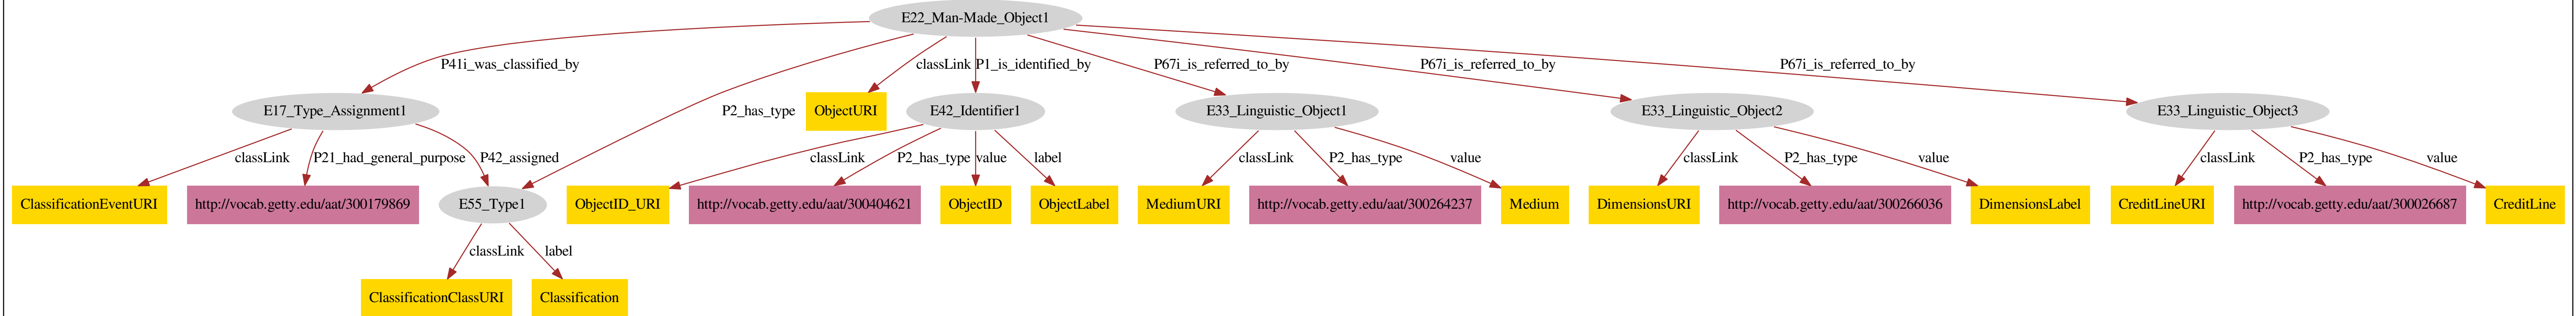 E22_Man-Made_Object1
P41i_was_classified_by
classLink
P1_is_identified_by
P67i_is_referred_to_by
P67i_is_referred_to_by
P67i_is_referred_to_by
E17_Type_Assignment1
P2_has_type
ObjectURI
E42_Identifier1
E33_Linguistic_Object1
E33_Linguistic_Object2
E33_Linguistic_Object3
classLink
P21_had_general_purpose
P42_assigned
classLink
P2_has_type
value
label
classLink
P2_has_type
value
classLink
P2_has_type
value
classLink
P2_has_type
value
ClassificationEventURI
http://vocab.getty.edu/aat/300179869
E55_Type1
ObjectID_URI
http://vocab.getty.edu/aat/300404621
ObjectID
ObjectLabel
MediumURI
http://vocab.getty.edu/aat/300264237
Medium
DimensionsURI
http://vocab.getty.edu/aat/300266036
DimensionsLabel
CreditLineURI
http://vocab.getty.edu/aat/300026687
CreditLine
classLink
label
ClassificationClassURI
Classification